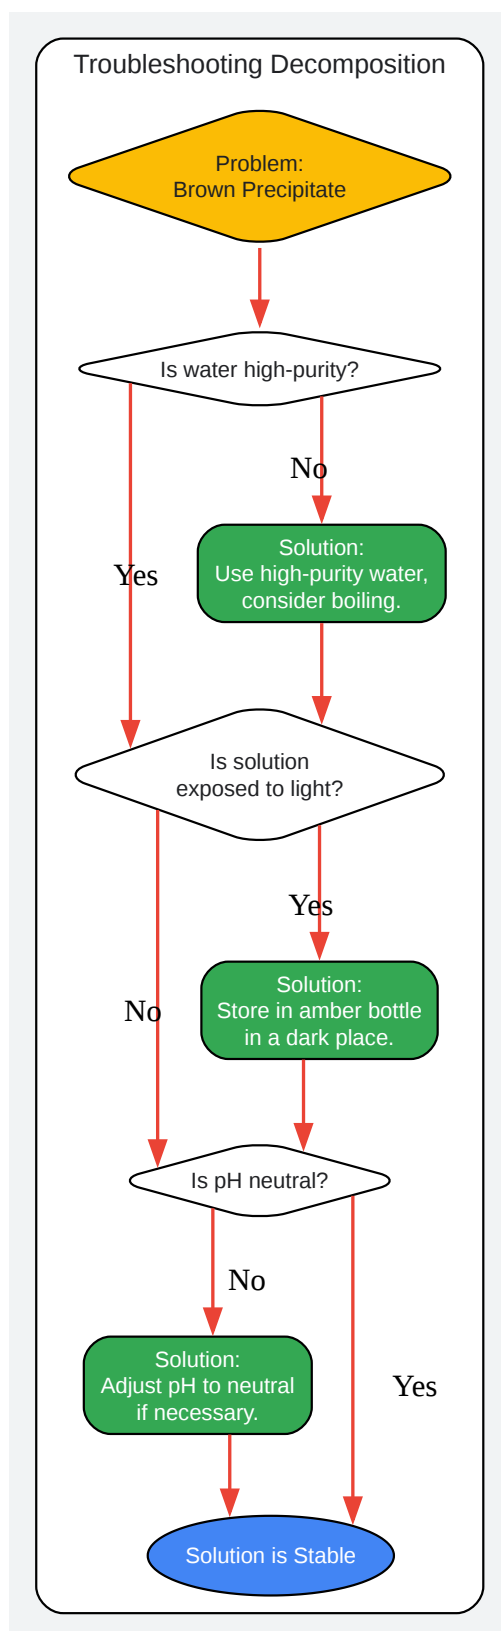 Troubleshooting Decomposition
Problem:
Brown Precipitate
Is water high-purity?
No
Solution:
Use high-purity water,
consider boiling.
Yes
Is solution
exposed to light?
Yes
Solution:
Store in amber bottle
in a dark place.
No
Is pH neutral?
No
Solution:
Adjust pH to neutral
if necessary.
Yes
Solution is Stable